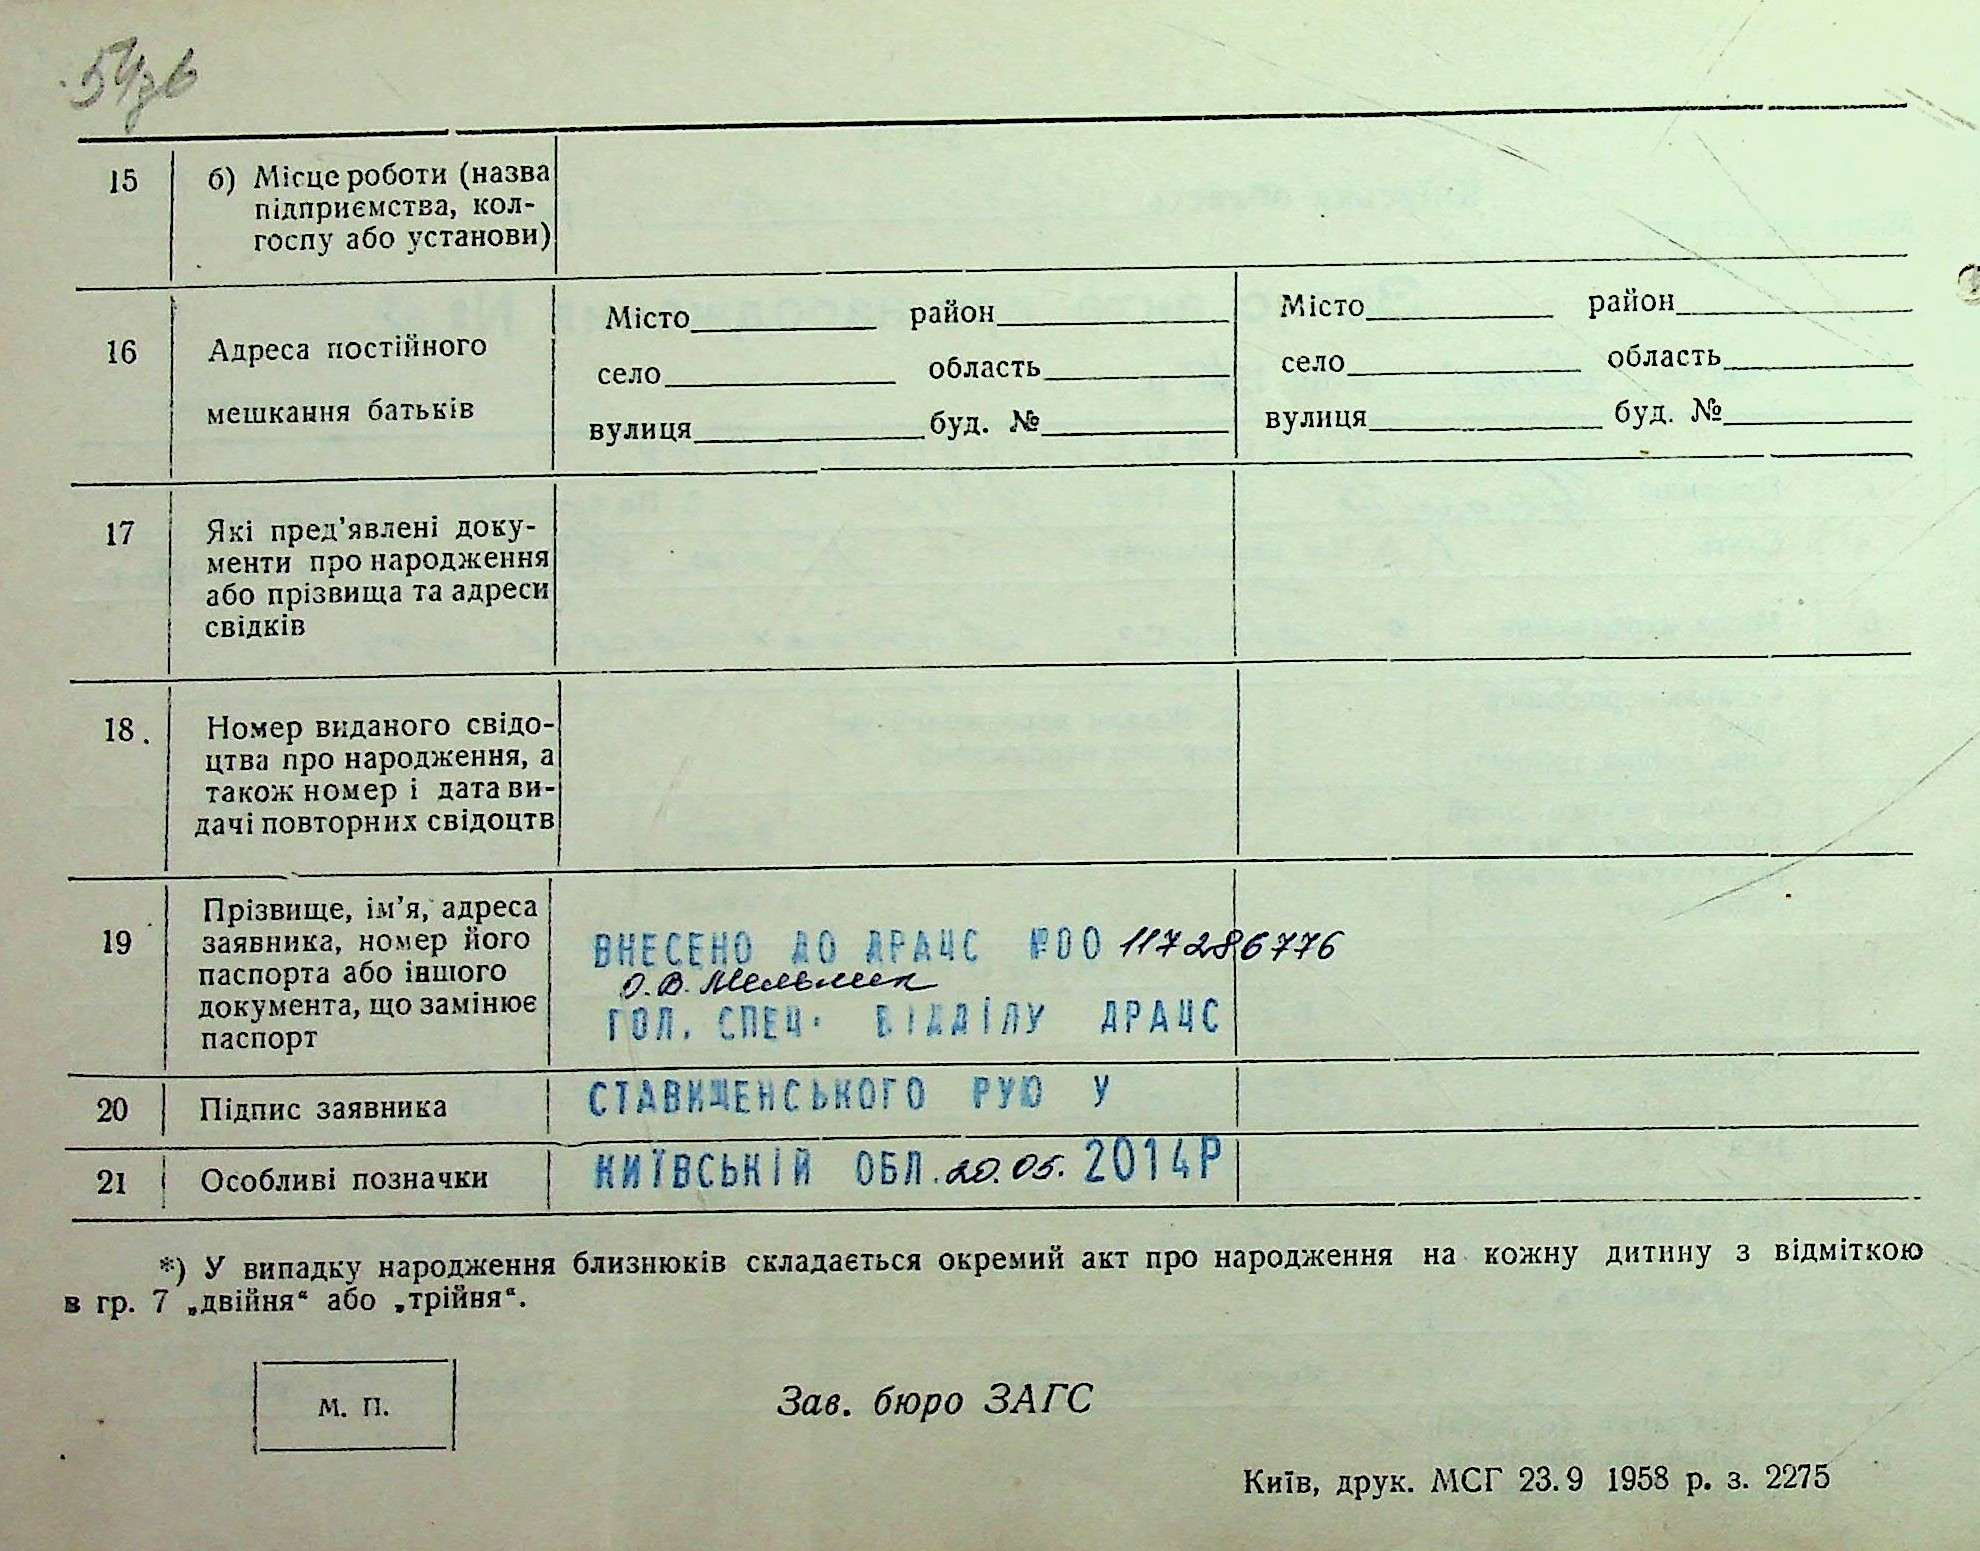 54зв
15 б) Місце роботи (назва
підприємства, кол-
госпу або установи)
16 Адреса постійного
мешкання батьків
Місто район
село область
вулиця буд. №
Місто район
село область
вулиця буд. №
17 Які пред’явлені доку-
менти про народження
або прізвища та адреси
свідків
18. Номер виданого свідо-
цтва про народження, а
також номер і дата ви-
дачі повторних свідоцтв
19 Прізвище, ім’я, адреса
заявника, номер його
паспорта або іншого
документа, що замінює
паспорт
ВНЕСЕНО ДО ДРАЦС №00 117286776
О.В. Мельник
ГОЛ. СПЕЦ. ВІДДІЛУ ДРАЦС
20 Підпис заявника
СТАВИЩЕНСЬКОГО РУЮ У
21 Особливі позначки
КИЇВСЬКІЙ ОБЛ. 20.05. 2014Р
*) У випадку народження близнюків складається окремий акт про народження на кожну дитину з відміткою
в гр. 7 „двійня“ або „трійня“.
М. П.
Зав. бюро ЗАГС
Київ, друк. МСГ 23.9 1958 р. з. 2275